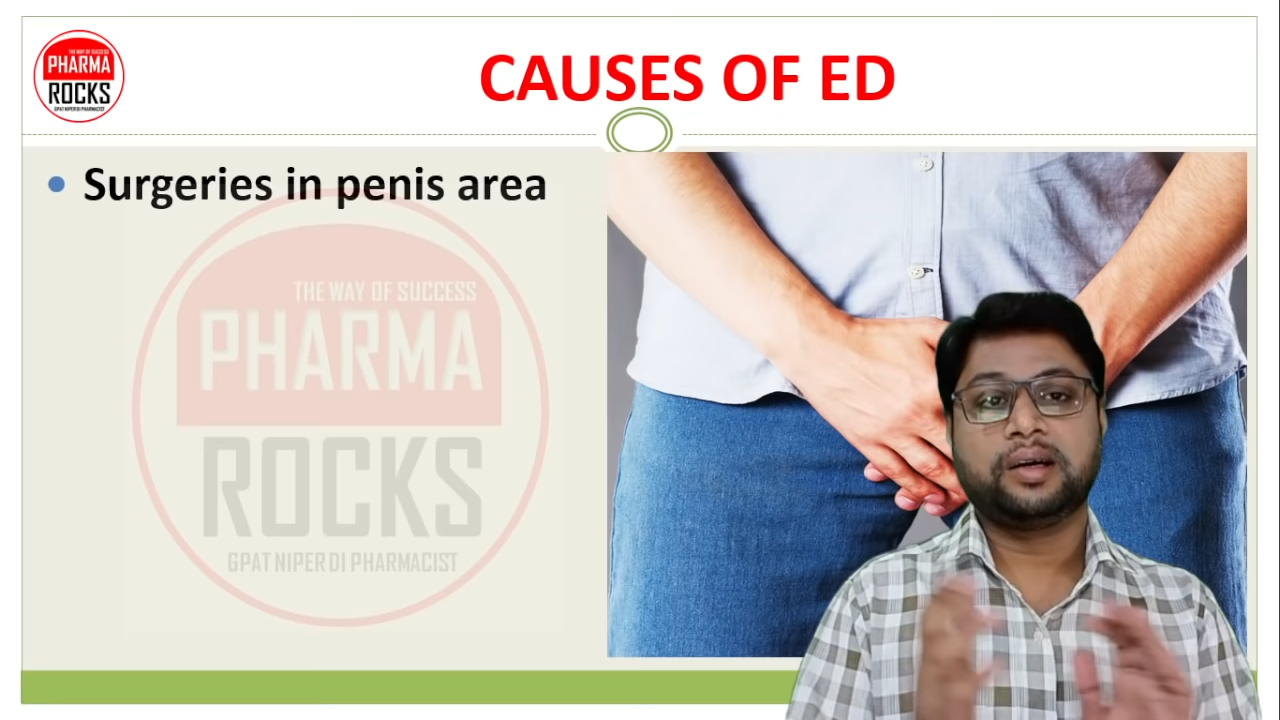 THE WAY OF SUCCESS
PHARMA
ROCKS
GPAT NIPER DI PHARMACIST
CAUSES OF ED
• Surgeries in penis area
THE WAY OF SUCCESS
PHARMA
ROCKS
GPAT NIPER DI PHARMACIST